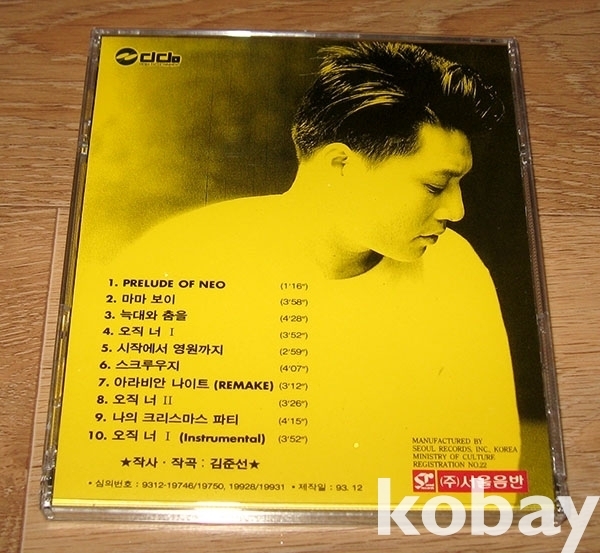 1. PRELUDE OF NEO (1'16")
2. 마마 보이 (3'58")
3. 늑대와 춤을 (4'28")
4. 오직 너 I (3'52")
5. 시작에서 영원까지 (2'59")
6. 스크루우지 (4'07")
7. 아라비안 나이트 (REMAKE) (3'12")
8. 오직 너 II (3'26")
9. 나의 크리스마스 파티 (4'15")
10. 오직 너 I (Instrumental) (3'52")
★작사 · 작곡 : 김준선★
MANUFACTURED BY
SEOUL RECORDS, INC., KOREA
MINISTRY OF CULTURE
REGISTRATION NO.22
(주)서울음반
· 심의번호 : 9312-19746/19750, 19928/19931 · 제작일 : 93. 12
kobay